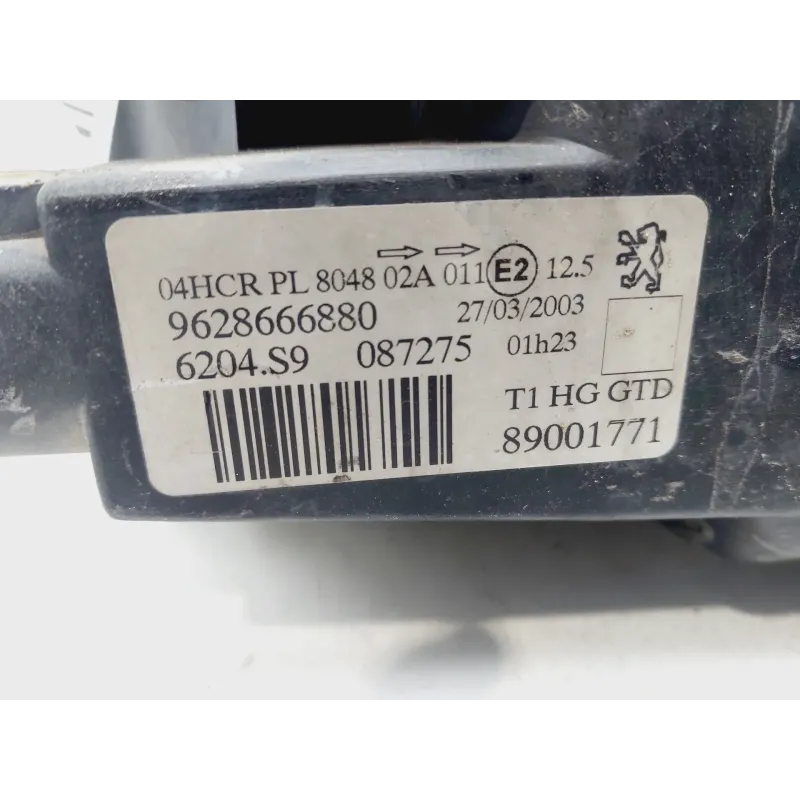 04HCR PL 8048 02A 011 E2 12.5
9628666880 27/03/2003
6204.S9 087275 01h23
T1 HG GTD
89001771